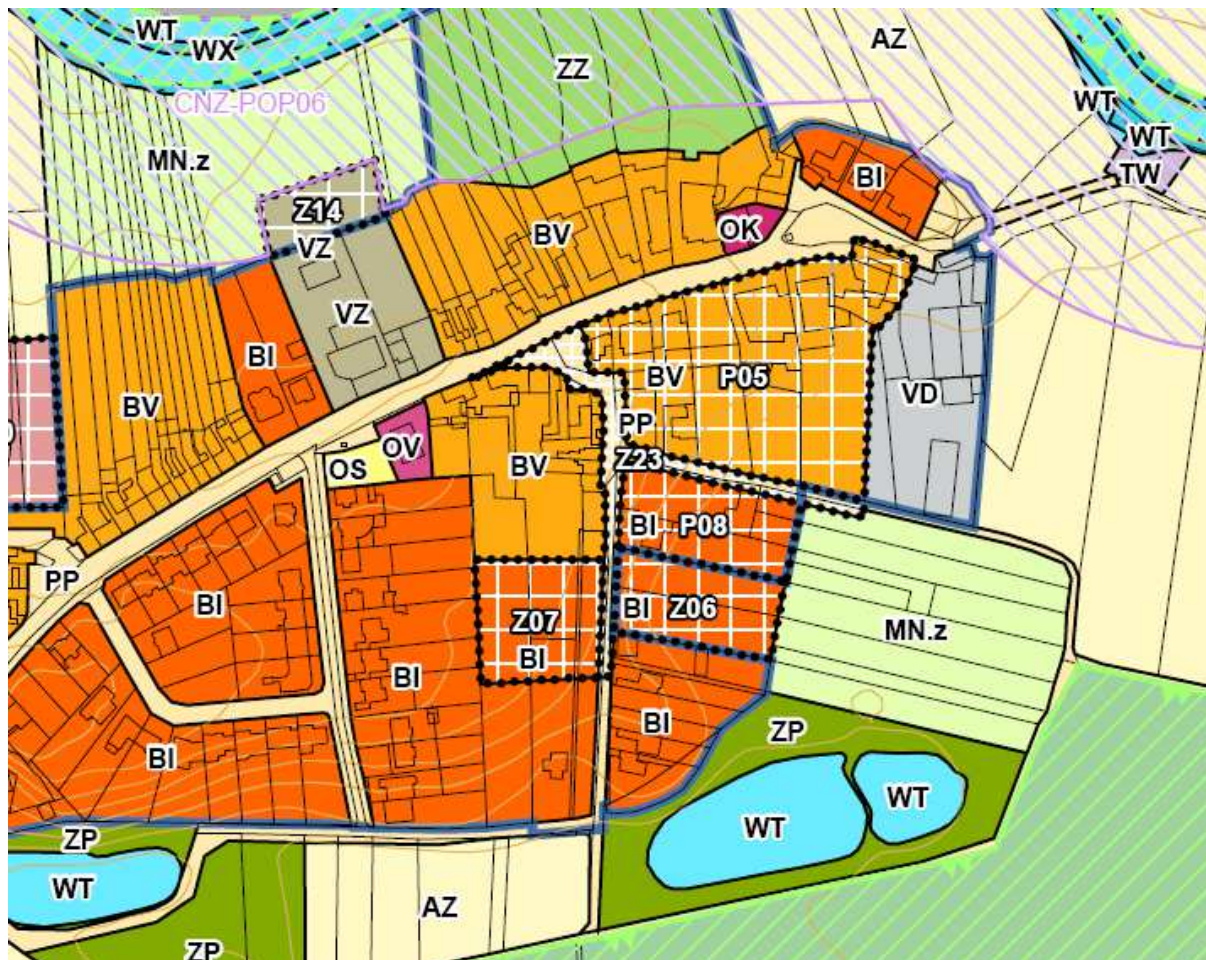 WT
WX
ZZ
AZ
CNZ-POP06
WT
WT
MN.z
TW
BI
Z14
OK
BV
VZ
VZ
BI
BV
BV
P05
VD
PP
OV
OS
BV
Z23
BI
P08
PP
BI
BI
Z06
Z07
BI
MN.z
BI
BI
ZP
BI
WT
WT
ZP
WT
AZ
ZP